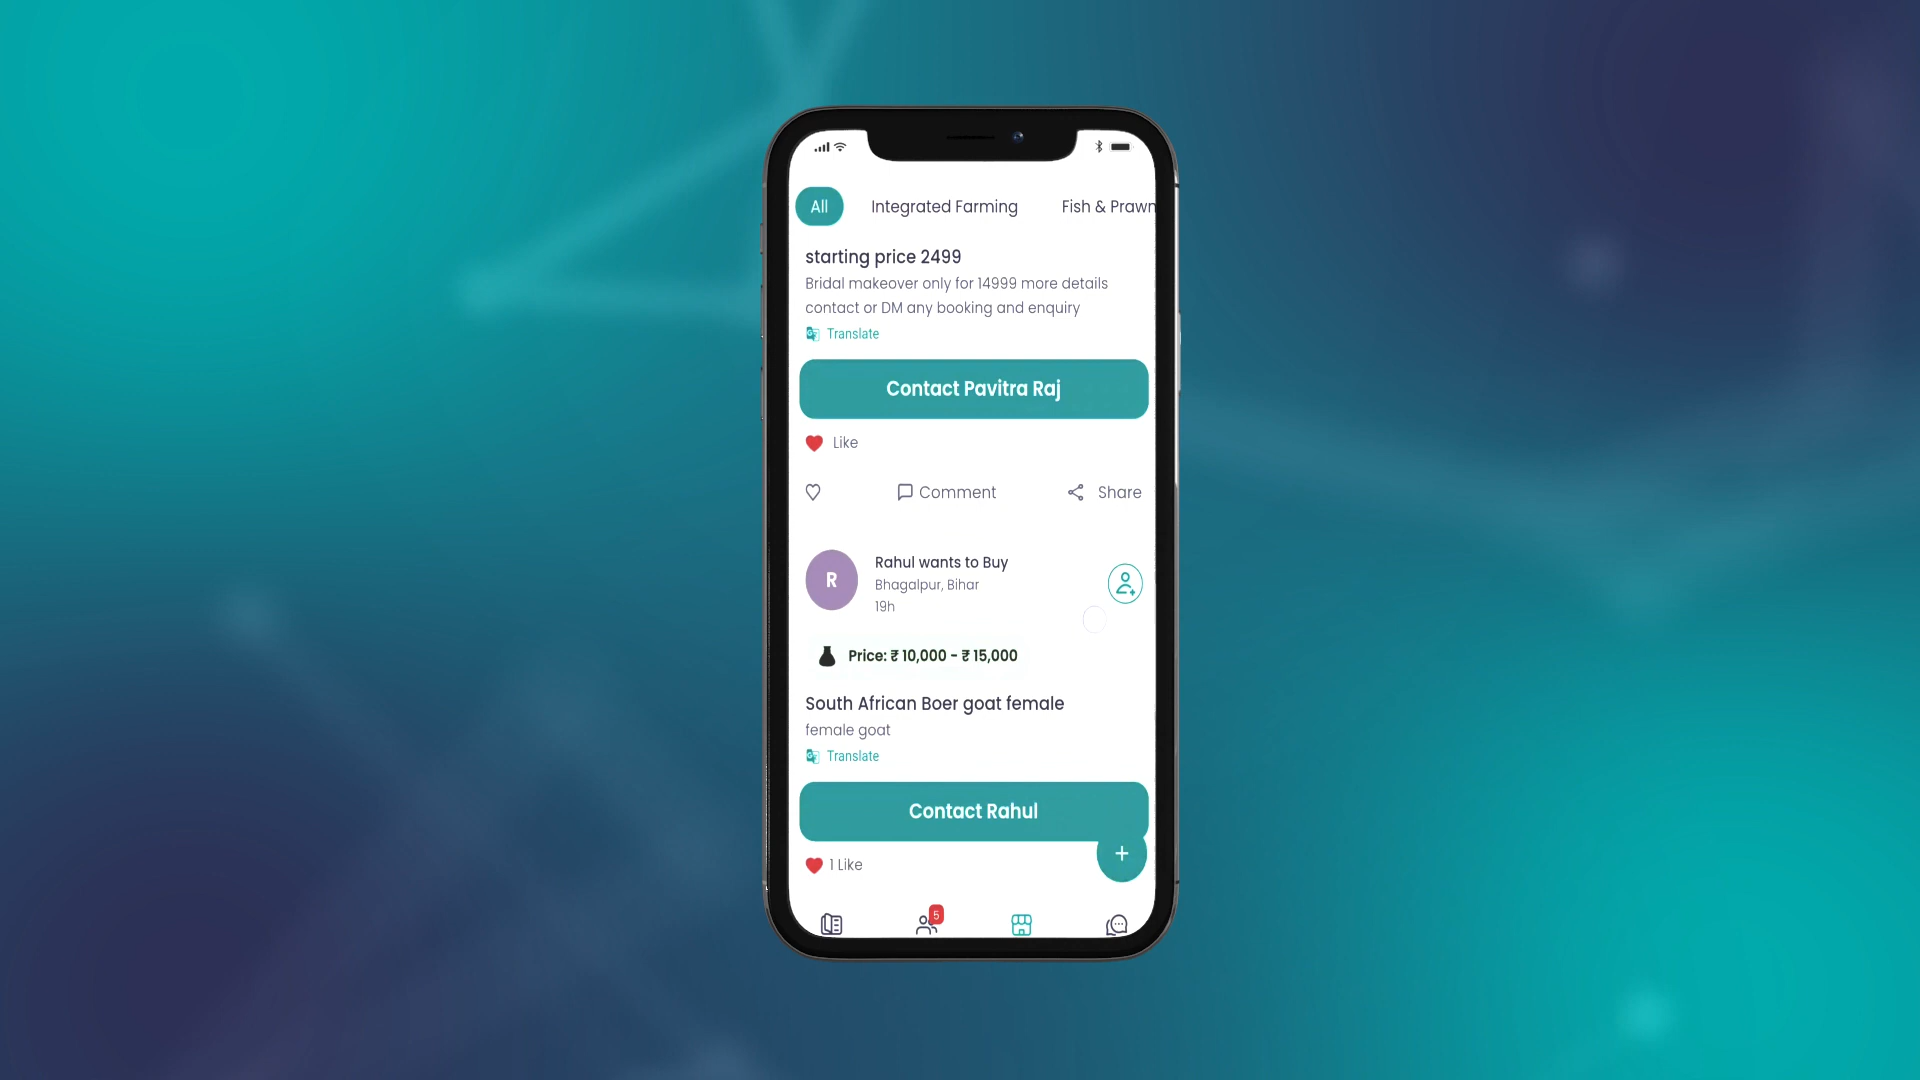 All Integrated Farming Fish & Prawn
starting price 2499
Bridal makeover only for 14999 more details
contact or DM any booking and enquiry
Translate
Contact Pavitra Raj
Like
Comment Share
R
Rahul wants to Buy
Bhagalpur, Bihar
19h
Price: ₹ 10,000 - ₹ 15,000
South African Boer goat female
female goat
Translate
Contact Rahul
+
1 Like
5